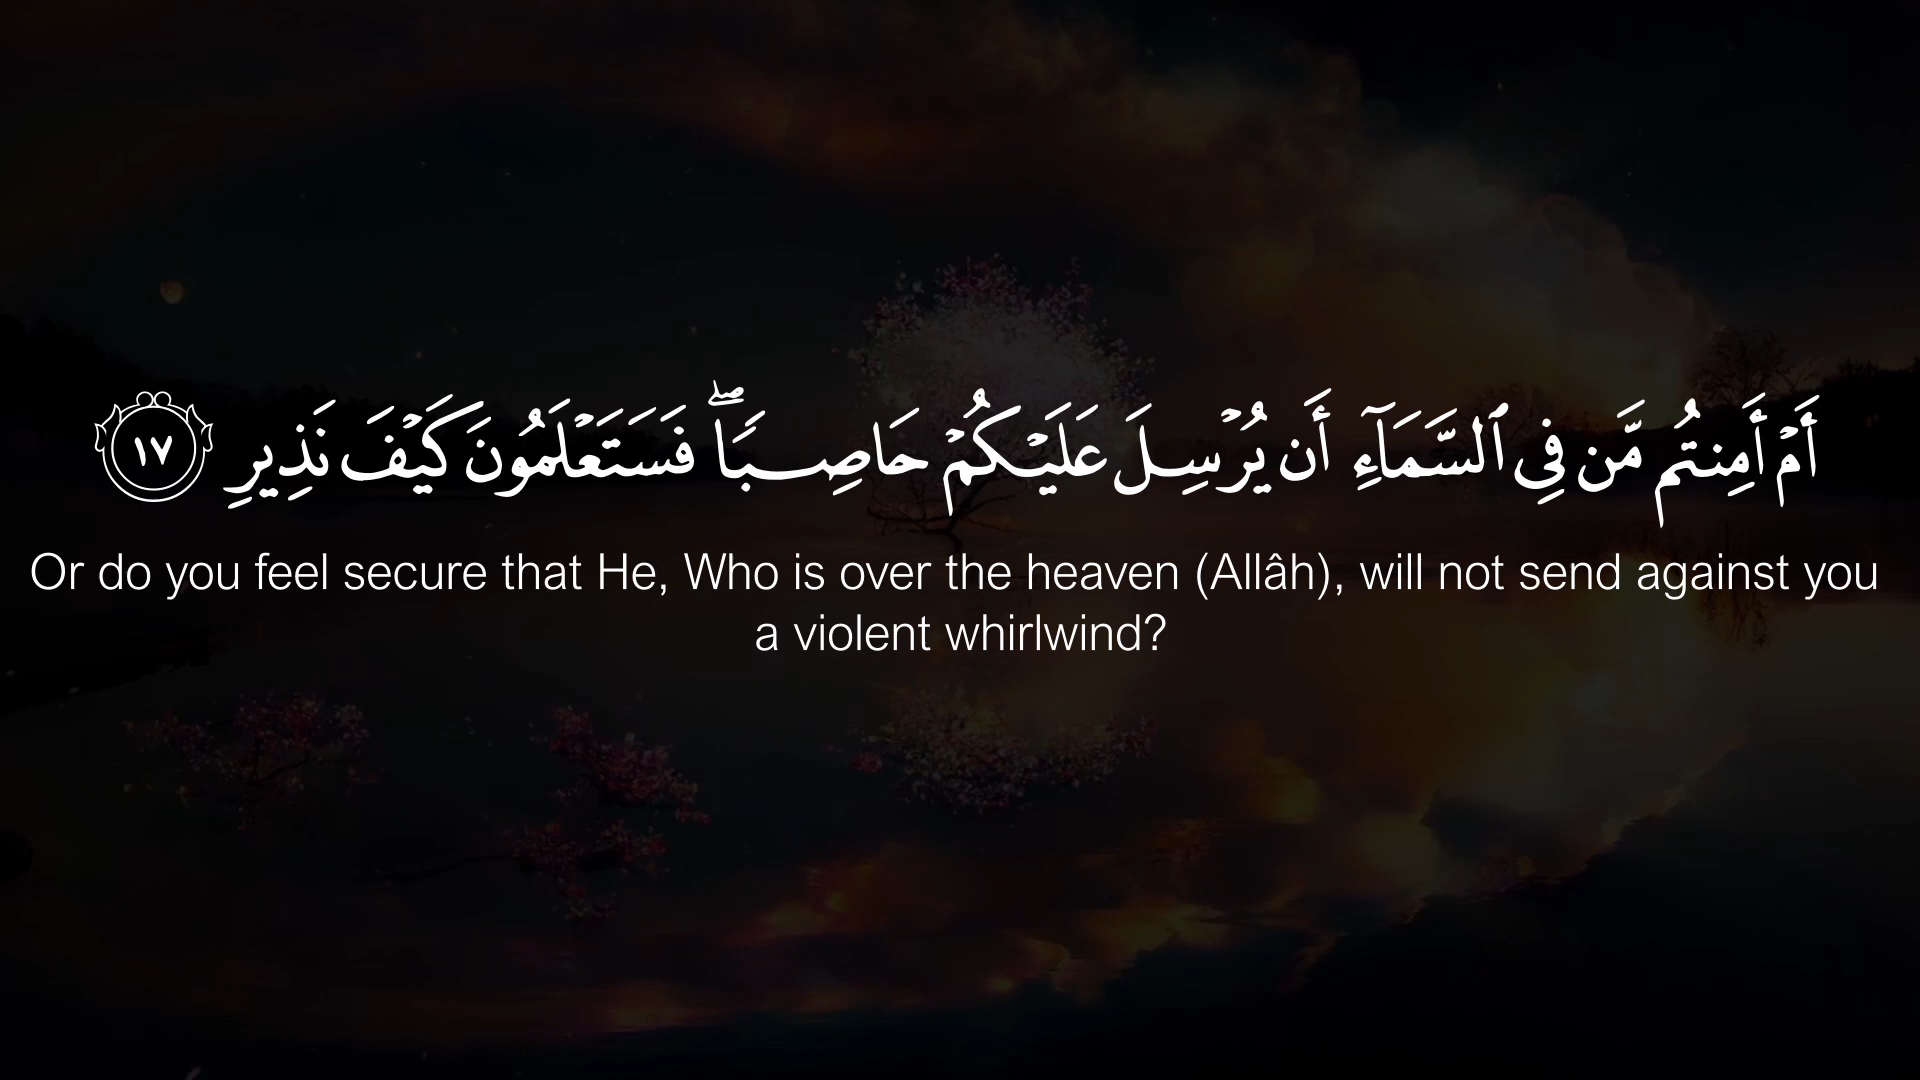 أَمۡ أَمِنتُم مَّن فِي ٱلسَّمَآءِ أَن يُرۡسِلَ عَلَيۡكُمۡ حَاصِبٗاۖ فَسَتَعۡلَمُونَ كَيۡفَ نَذِيرِ ١٧
Or do you feel secure that He, Who is over the heaven (Allâh), will not send against you
a violent whirlwind?